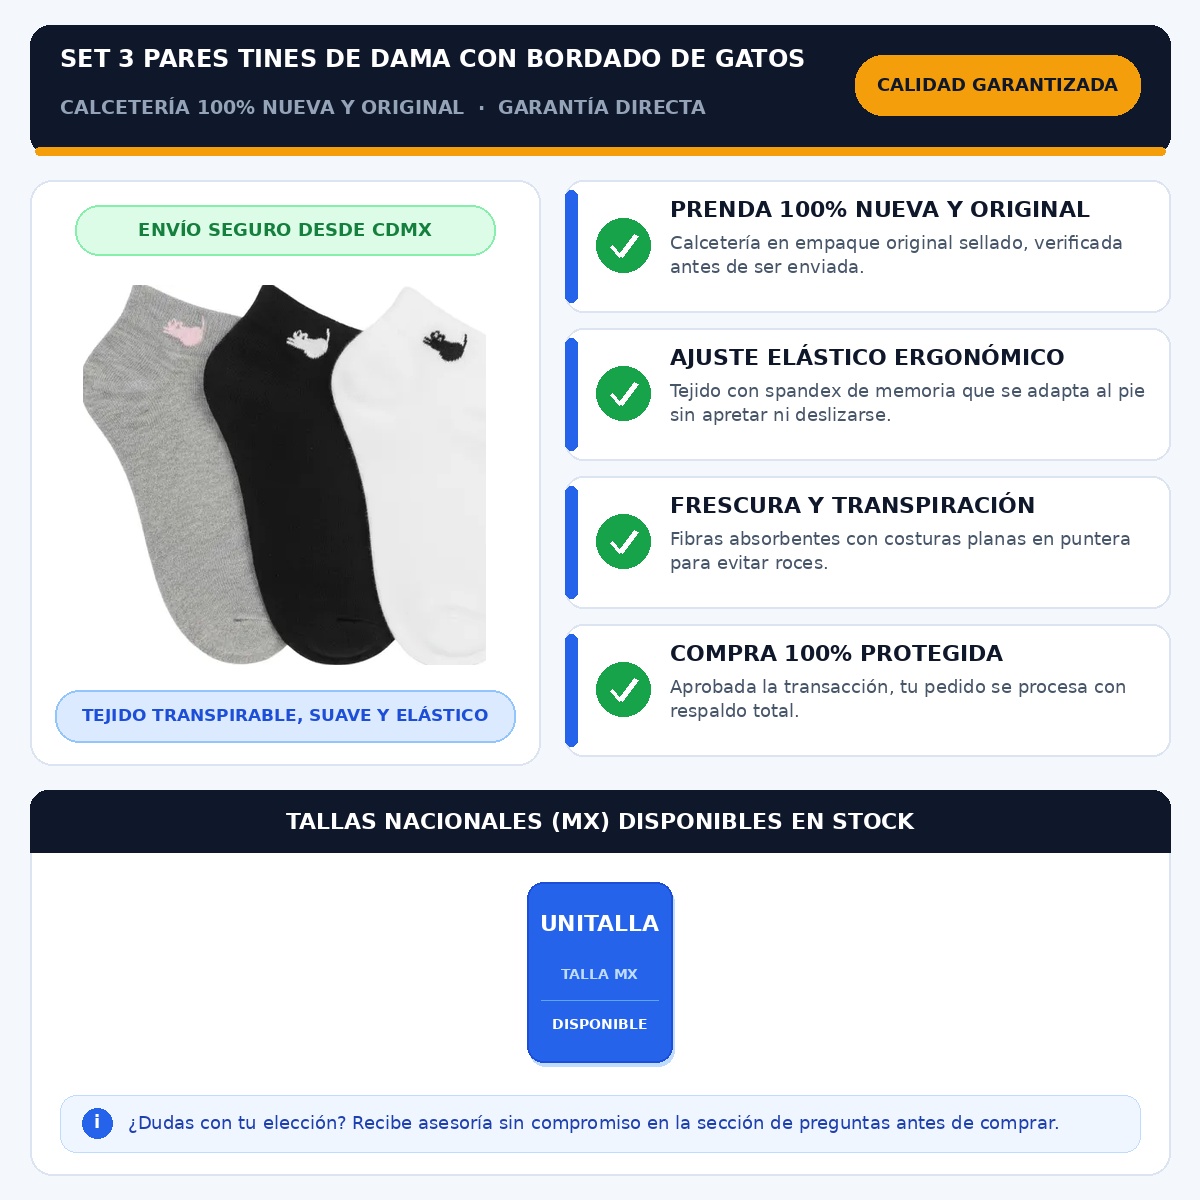 SET 3 PARES TINES DE DAMA CON BORDADO DE GATOS
CALCETERÍA 100% NUEVA Y ORIGINAL · GARANTÍA DIRECTA
CALIDAD GARANTIZADA
ENVÍO SEGURO DESDE CDMX
TEJIDO TRANSPIRABLE, SUAVE Y ELÁSTICO
PRENDA 100% NUEVA Y ORIGINAL
Calcetería en empaque original sellado, verificada
antes de ser enviada.
AJUSTE ELÁSTICO ERGONÓMICO
Tejido con spandex de memoria que se adapta al pie
sin apretar ni deslizarse.
FRESCURA Y TRANSPIRACIÓN
Fibras absorbentes con costuras planas en puntera
para evitar roces.
COMPRA 100% PROTEGIDA
Aprobada la transacción, tu pedido se procesa con
respaldo total.
TALLAS NACIONALES (MX) DISPONIBLES EN STOCK
UNITALLA
TALLA MX
DISPONIBLE
i ¿Dudas con tu elección? Recibe asesoría sin compromiso en la sección de preguntas antes de comprar.